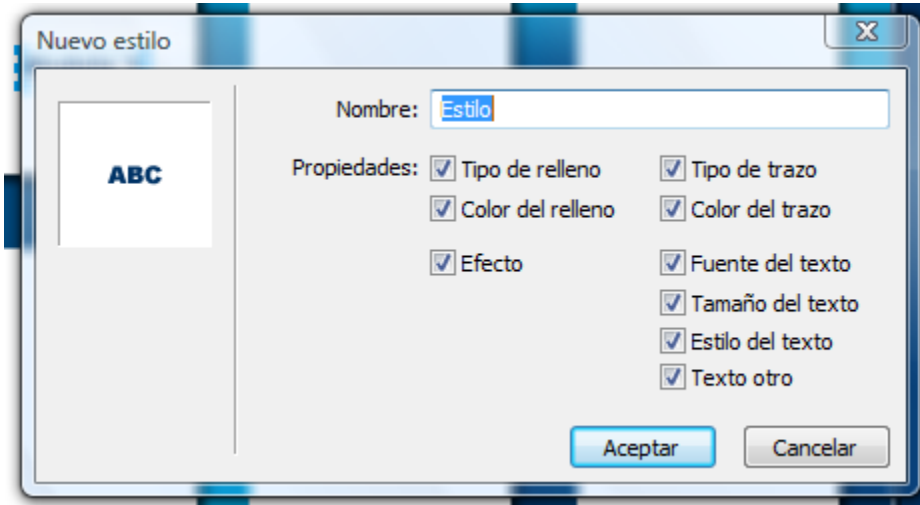 Nuevo estilo
Nombre: Estilo
ABC
Propiedades: Tipo de relleno Tipo de trazo
Color del relleno Color del trazo
Efecto Fuente del texto
Tamaño del texto
Estilo del texto
Texto otro
Aceptar Cancelar